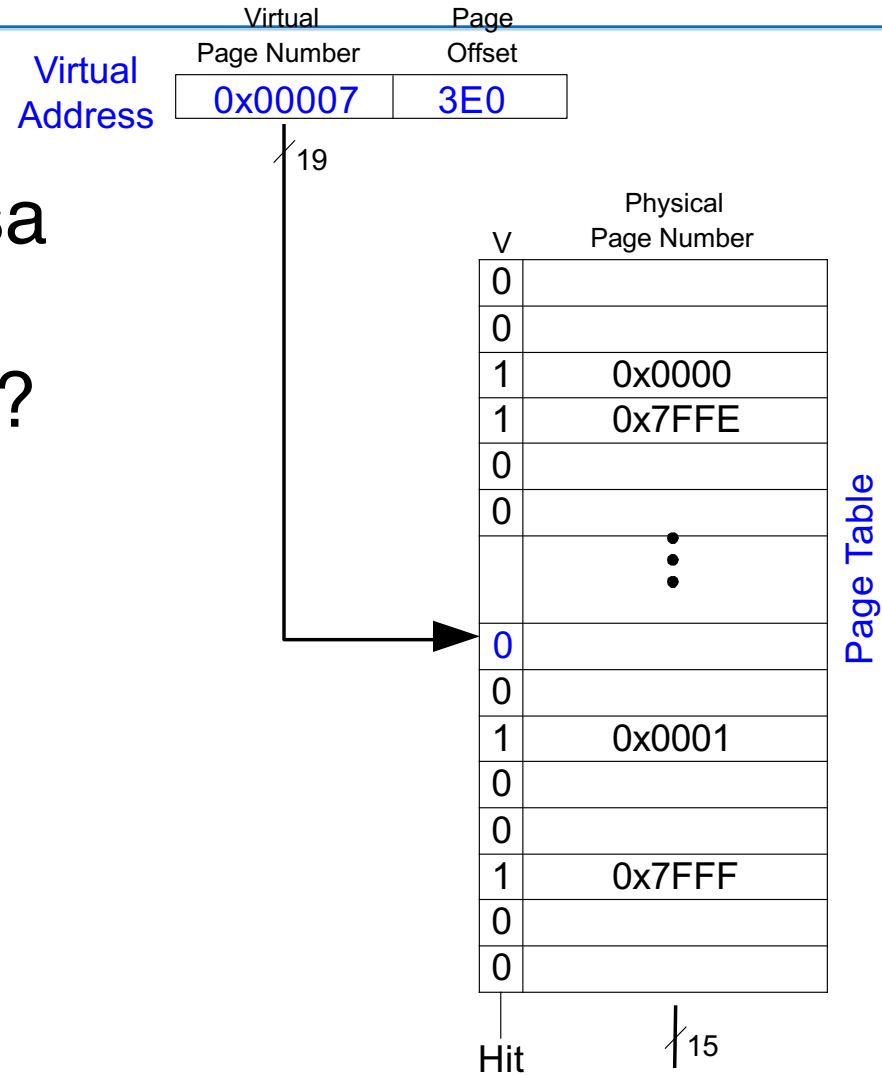 Virtual Page
Page Number Offset
Virtual
Address
0x00007 3E0
19
?
Physical
V Page Number
0
0
1 0x0000
1 0x7FFE
0
0
0
0
1 0x0001
0
0
1 0x7FFF
0
0
Page Table
Hit
15